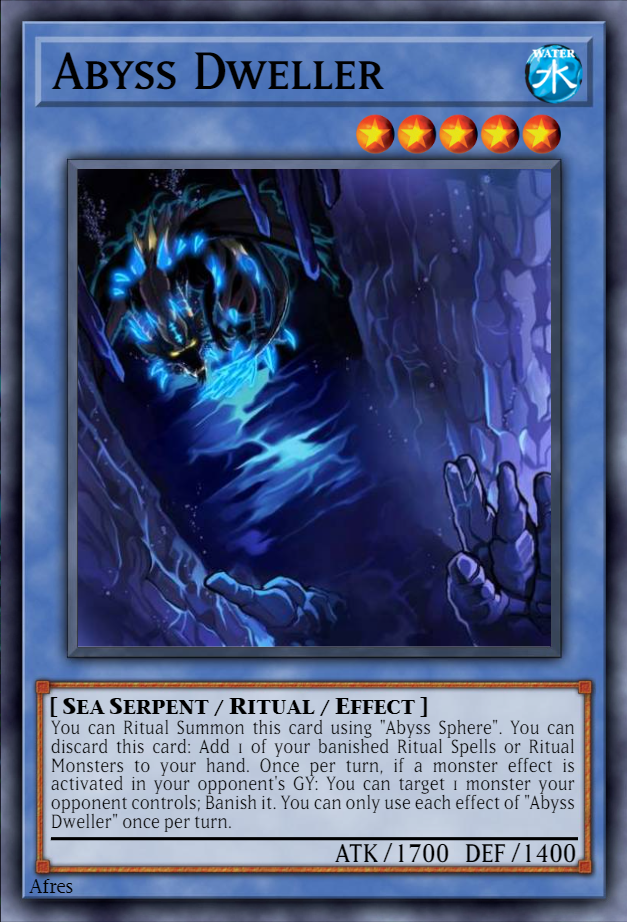 Abyss Dweller
WATER
水
[ Sea Serpent / Ritual / Effect ]
You can Ritual Summon this card using "Abyss Sphere". You can
discard this card: Add 1 of your banished Ritual Spells or Ritual
Monsters to your hand. Once per turn, if a monster effect is
activated in your opponent's GY: You can target 1 monster your
opponent controls; Banish it. You can only use each effect of "Abyss
Dweller" once per turn.
ATK/1700 DEF/1400
Afres